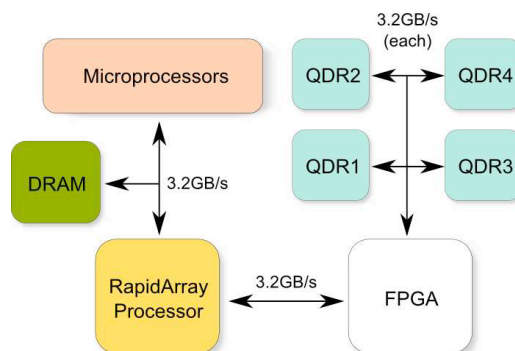 3.2GB/s
(each)
Microprocessors
QDR2
QDR4
DRAM
3.2GB/s
QDR1
QDR3
RapidArray
Processor
3.2GB/s
FPGA